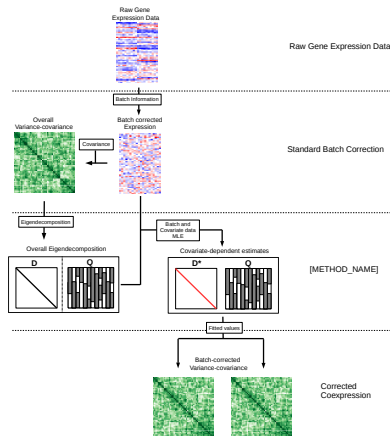 Raw Gene
Expression Data
Raw Gene Expression Data
Batch Information
Overall
Variance-covariance
Batch corrected
Expression
Covariance
Standard Batch Correction
Eigendecomposition
Batch and
Covariate data
MLE
Overall Eigendecomposition
Covariate-dependent estimates
D
Q
D*
Q
[METHOD_NAME]
Fitted values
Batch-corrected
Variance-covariance
Corrected
Coexpression